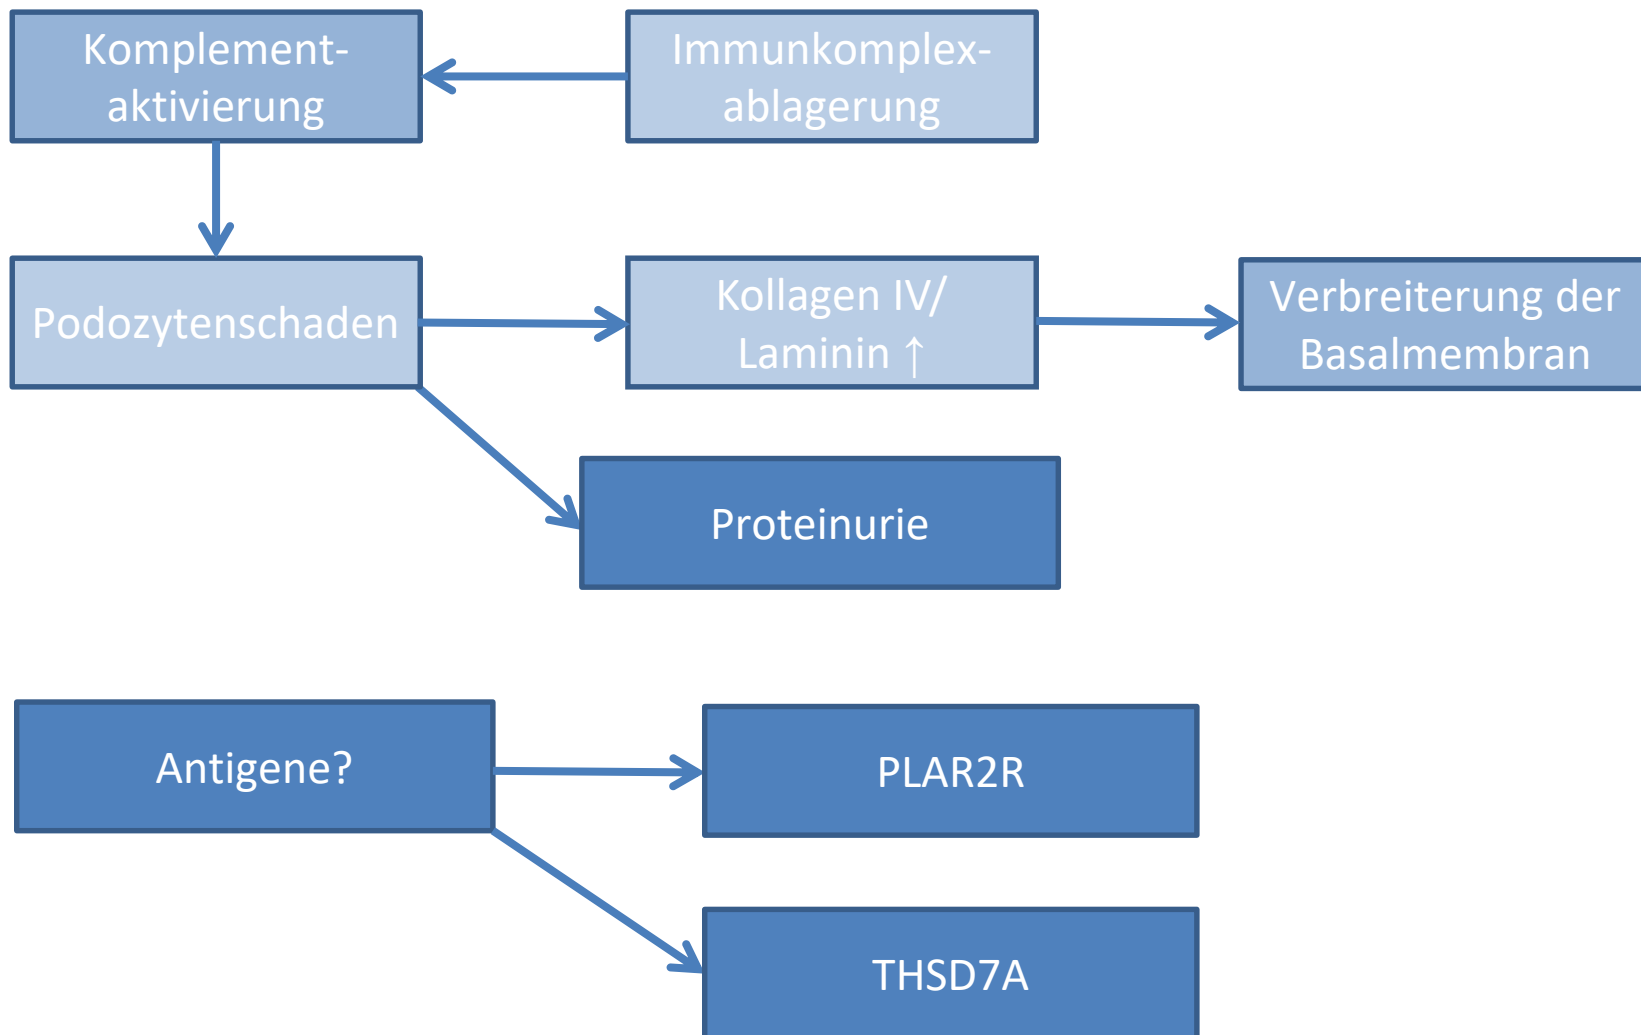 Komplement-
aktivierung
Immunkomplex-
ablagerung
Podozytenschaden
Kollagen IV/
Laminin ↑
Verbreiterung der
Basalmembran
Proteinurie
Antigene?
PLAR2R
THSD7A